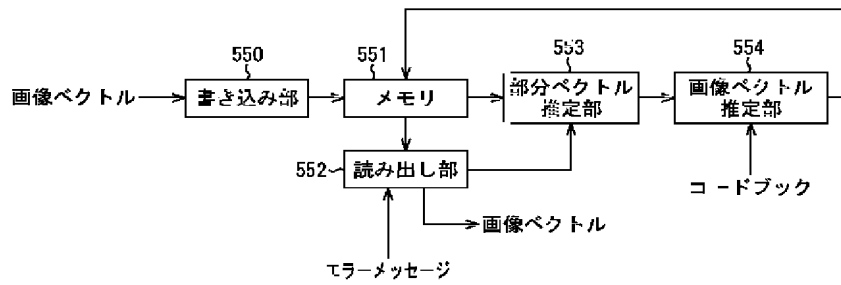 550
551
553
554
画像ベクトル
書き込み部
メモリ
部分ベクトル
推定部
画像ベクトル
推定部
552
読み出し部
コードブック
画像ベクトル
エラーメッセージ